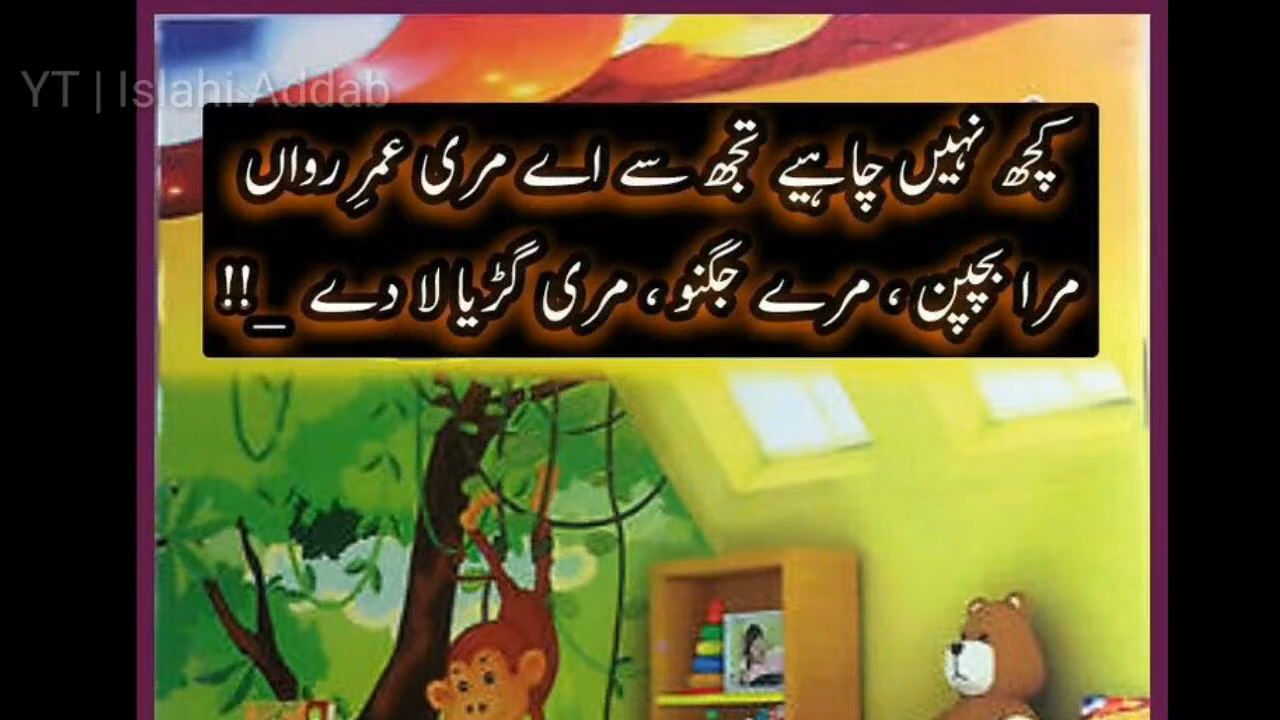 YT | Islahi Addab
کچھ نہیں چاہیے تجھ سے اے مری عمرِ رواں
مرا بچپن ، مرے جگنو ، مری گڑیا لا دے _!!